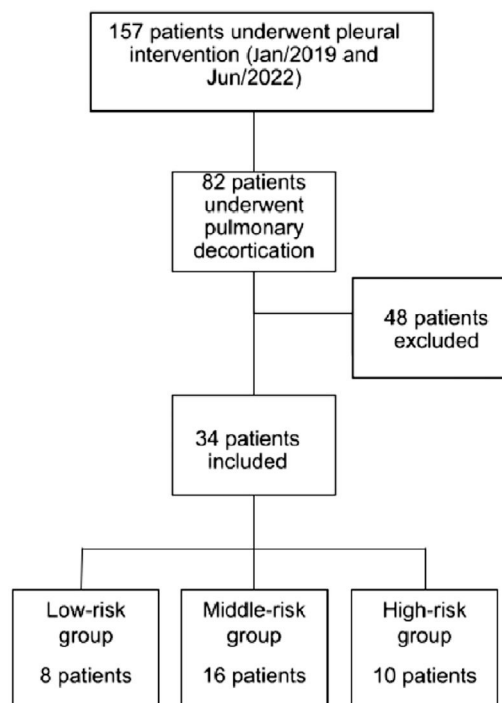 157 patients underwent pleural
intervention (Jan/2019 and
Jun/2022)
82 patients
underwent
pulmonary
decortication
48 patients
excluded
34 patients
included
Low-risk
group
8 patients
Middle-risk
group
16 patients
High-risk
group
10 patients